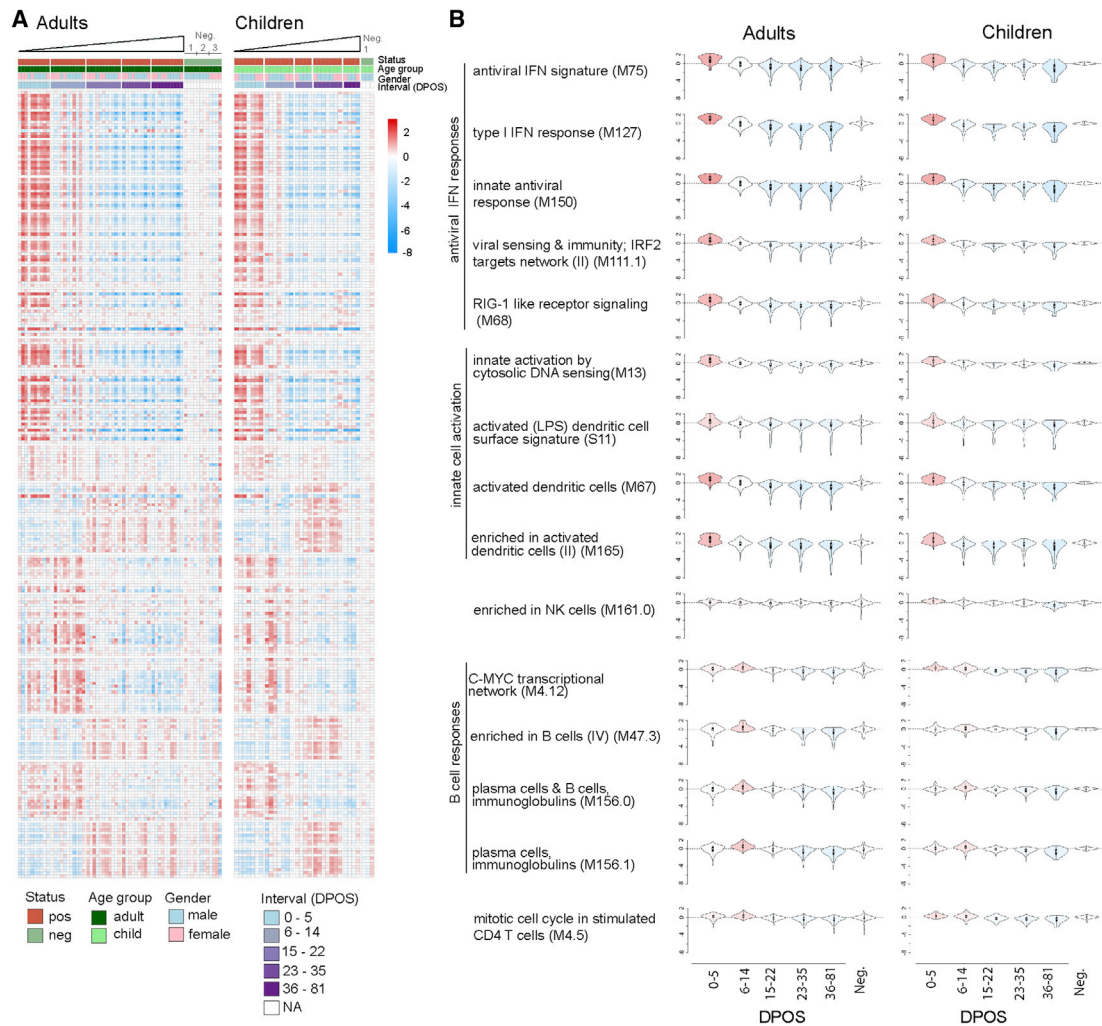 A
Adults
Children
Neg.
1 2 3
Neg.
1
Status
Age group
Gender
Interval (DPOS)
2
0
-2
-4
-6
-8
Status
pos
neg
Age group
adult
child
Gender
male
female
Interval (DPOS)
0 - 5
6 - 14
15 - 22
23 - 35
36 - 81
NA
B
Adults
Children
antiviral IFN responses
antiviral IFN signature (M75)
type I IFN response (M127)
innate antiviral
response (M150)
viral sensing & immunity; IRF2
targets network (II) (M111.1)
RIG-1 like receptor signaling
(M68)
innate cell activation
innate activation by
cytosolic DNA sensing(M13)
activated (LPS) dendritic cell
surface signature (S11)
activated dendritic cells (M67)
enriched in activated
dendritic cells (II) (M165)
enriched in NK cells (M161.0)
B cell responses
C-MYC transcriptional
network (M4.12)
enriched in B cells (IV) (M47.3)
plasma cells & B cells,
immunoglobulins (M156.0)
plasma cells,
immunoglobulins (M156.1)
mitotic cell cycle in stimulated
CD4 T cells (M4.5)
0-5
6-14
15-22
23-35
36-81
Neg.
DPOS
0-5
6-14
15-22
23-35
36-81
Neg.
DPOS